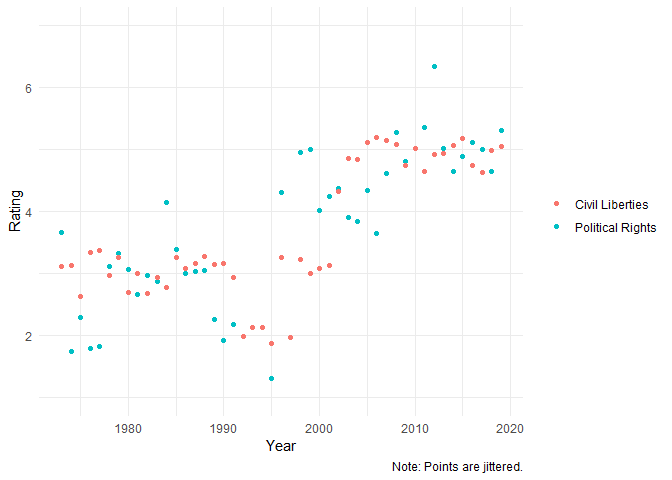 6
4
2
Rating
1980 1990 2000 2010 2020
Year
Civil Liberties
Political Rights
Note: Points are jittered.